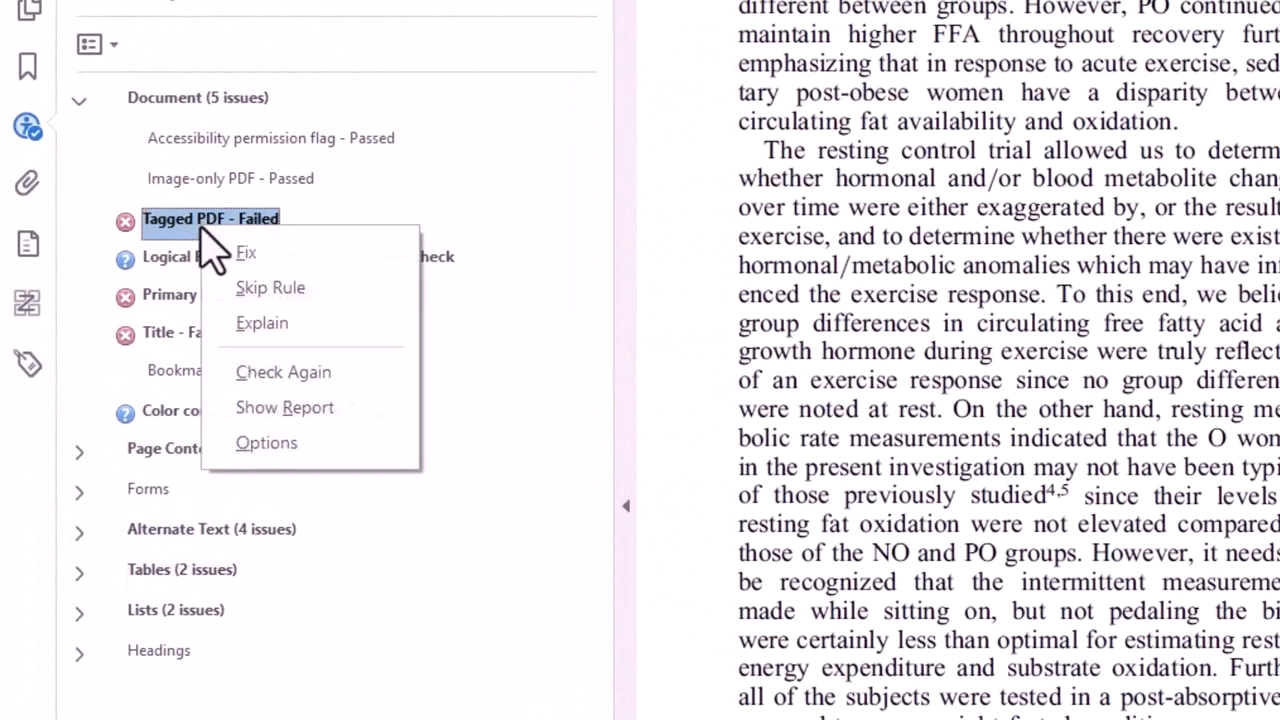 Document (5 issues)
Accessibility permission flag - Passed
Image-only PDF - Passed
Tagged PDF - Failed
Logical
heck
Primary
Title - Fa
Bookma
Color co
Page Conte
Forms
Alternate Text (4 issues)
Tables (2 issues)
Lists (2 issues)
Headings
Fix
Skip Rule
Explain
Check Again
Show Report
Options
different between groups. However, PO continued
maintain higher FFA throughout recovery furt
emphasizing that in response to acute exercise, sed
tary post-obese women have a disparity betwe
circulating fat availability and oxidation.
The resting control trial allowed us to determ
whether hormonal and/or blood metabolite chan
over time were either exaggerated by, or the result
exercise, and to determine whether there were exist
hormonal/metabolic anomalies which may have inf
enced the exercise response. To this end, we belie
group differences in circulating free fatty acid a
growth hormone during exercise were truly reflect
of an exercise response since no group differen
were noted at rest. On the other hand, resting me
bolic rate measurements indicated that the O wom
in the present investigation may not have been typi
of those previously studied4,5 since their levels
resting fat oxidation were not elevated compared
those of the NO and PO groups. However, it needs
be recognized that the intermittent measureme
made while sitting on, but not pedaling the bi
were certainly less than optimal for estimating rest
energy expenditure and substrate oxidation. Furth
all of the subjects were tested in a post-absorptive